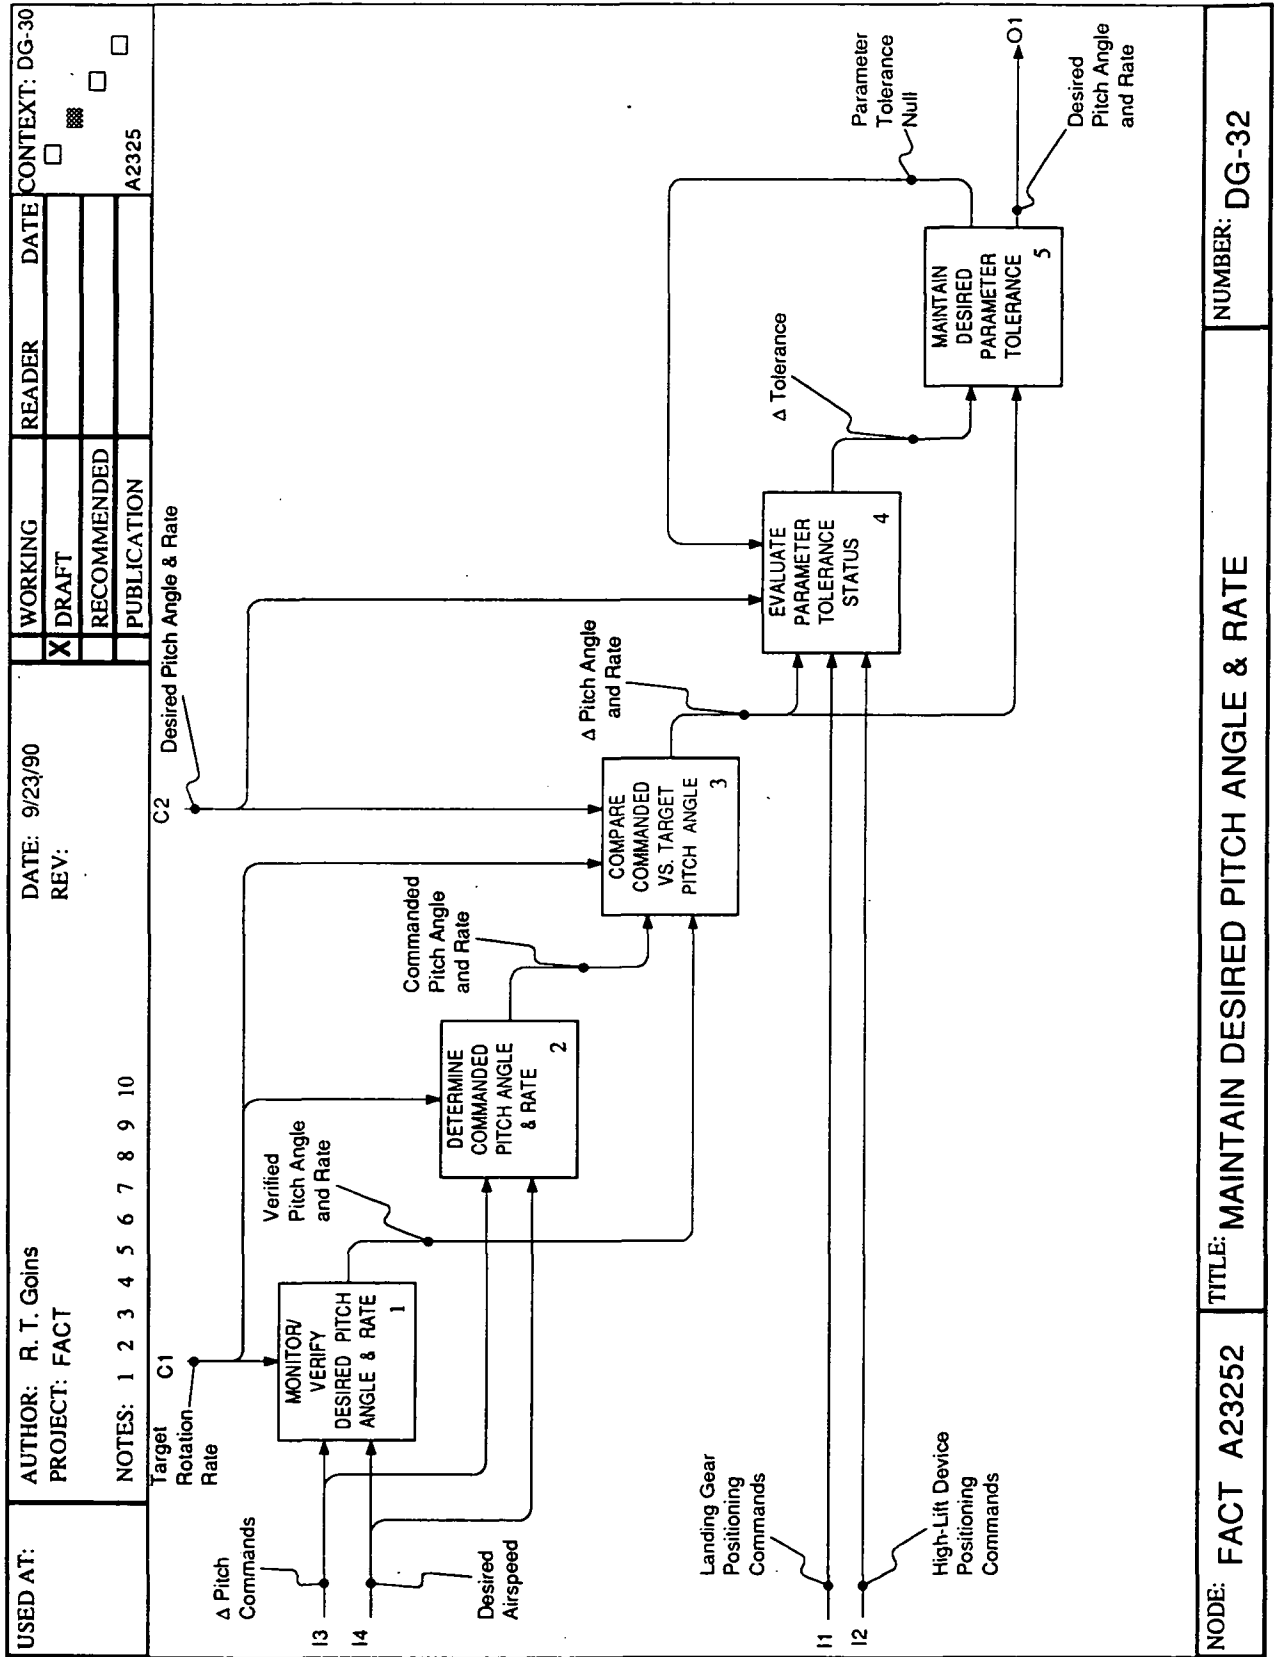 USED AT:
AUTHOR: R. T. Goins
PROJECT: FACT
NOTES: 1 2 3 4 5 6 7 8 9 10
DATE: 9/23/90
REV:
WORKING
X DRAFT
RECOMMENDED
PUBLICATION
READER DATE
CONTEXT: DG-30
A2325
Target
Rotation
Rate
C1
C2
Desired Pitch Angle & Rate
Δ Pitch
Commands
I3
I4
Desired
Airspeed
MONITOR/
VERIFY
DESIRED PITCH
ANGLE & RATE
1
Verified
Pitch Angle
and Rate
DETERMINE
COMMANDED
PITCH ANGLE
& RATE
2
Commanded
Pitch Angle
and Rate
COMPARE
COMMANDED
VS. TARGET
PITCH ANGLE
3
Δ Pitch Angle
and Rate
EVALUATE
PARAMETER
TOLERANCE
STATUS
4
Δ Tolerance
MAINTAIN
DESIRED
PARAMETER
TOLERANCE
5
Parameter
Tolerance
Null
O1
Desired
Pitch Angle
and Rate
Landing Gear
Positioning
Commands
I1
I2
High-Lift Device
Positioning
Commands
NODE: FACT A23252
TITLE: MAINTAIN DESIRED PITCH ANGLE & RATE
NUMBER: DG-32